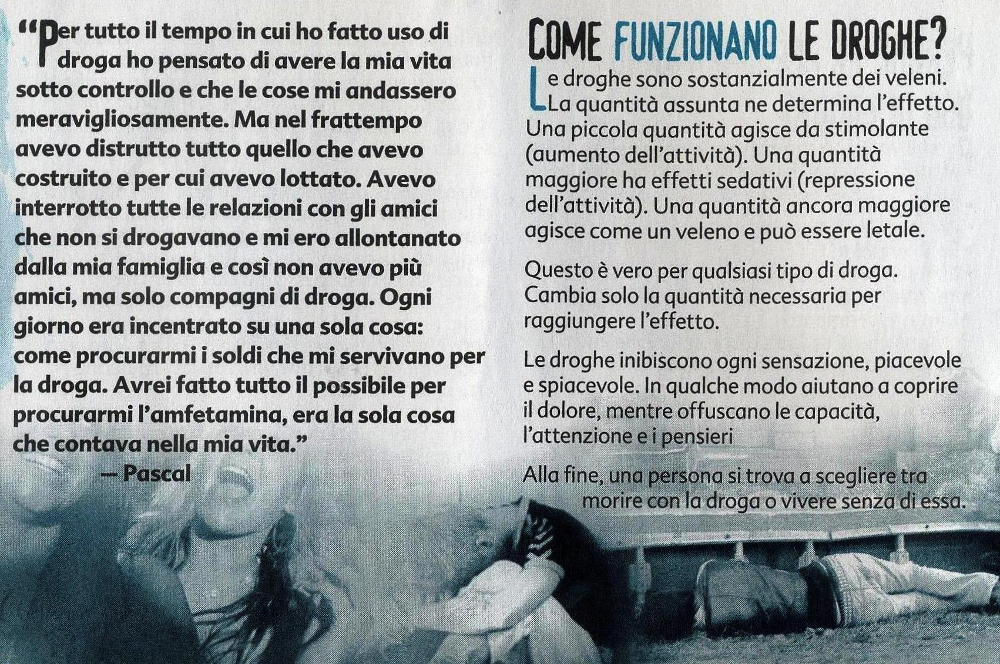 “Per tutto il tempo in cui ho fatto uso di
droga ho pensato di avere la mia vita
sotto controllo e che le cose mi andassero
meravigliosamente. Ma nel frattempo
avevo distrutto tutto quello che avevo
costruito e per cui avevo lottato. Avevo
interrotto tutte le relazioni con gli amici
che non si drogavano e mi ero allontanato
dalla mia famiglia e così non avevo più
amici, ma solo compagni di droga. Ogni
giorno era incentrato su una sola cosa:
come procurarmi i soldi che mi servivano per
la droga. Avrei fatto tutto il possibile per
procurarmi l’amfetamina, era la sola cosa
che contava nella mia vita.”
— Pascal
COME FUNZIONANO LE DROGHE?
Le droghe sono sostanzialmente dei veleni.
La quantità assunta ne determina l’effetto.
Una piccola quantità agisce da stimolante
(aumento dell’attività). Una quantità
maggiore ha effetti sedativi (repressione
dell’attività). Una quantità ancora maggiore
agisce come un veleno e può essere letale.
Questo è vero per qualsiasi tipo di droga.
Cambia solo la quantità necessaria per
raggiungere l’effetto.
Le droghe inibiscono ogni sensazione, piacevole
e spiacevole. In qualche modo aiutano a coprire
il dolore, mentre offuscano le capacità,
l’attenzione e i pensieri
Alla fine, una persona si trova a scegliere tra
morire con la droga o vivere senza di essa.